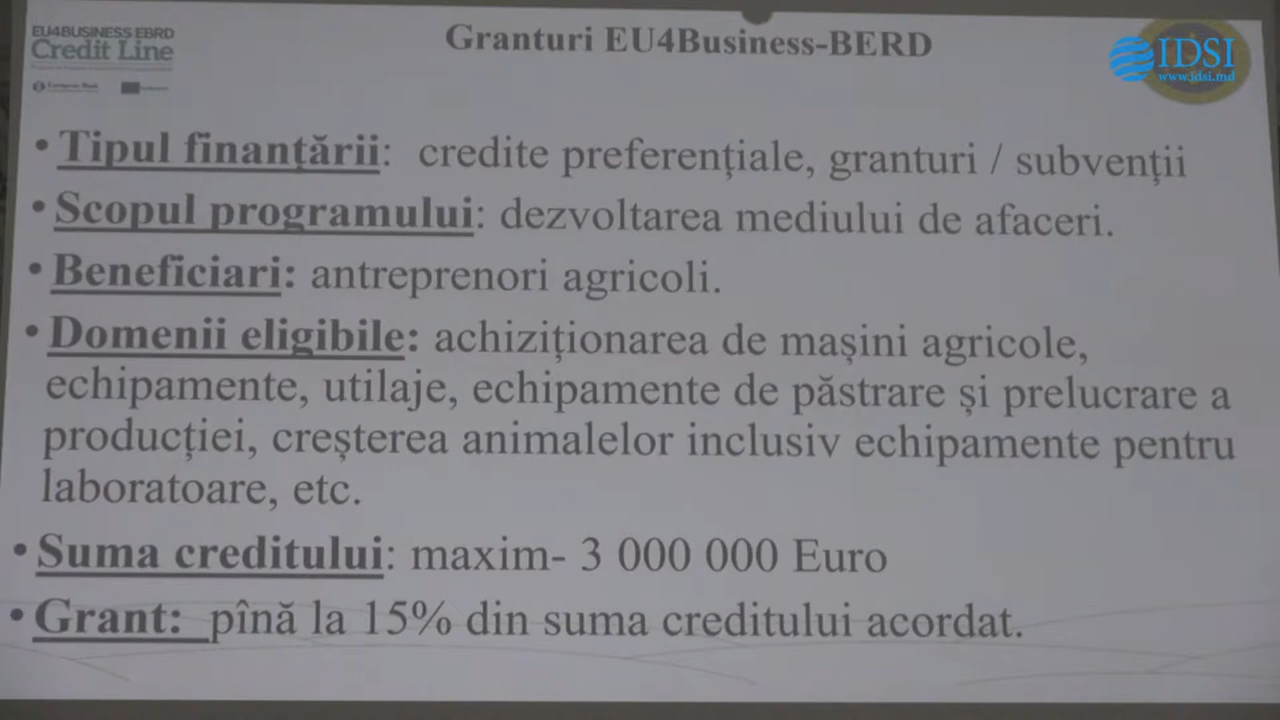 EU4BUSINESS EBRD
Credit Line
European Bank
Granturi EU4Business-BERD
IDSI
www.idsi.md
• Tipul finanțării: credite preferențiale, granturi / subvenții
• Scopul programului: dezvoltarea mediului de afaceri.
• Beneficiari: antreprenori agricoli.
• Domenii eligibile: achiziționarea de mașini agricole,
echipamente, utilaje, echipamente de păstrare și prelucrare a
producției, creșterea animalelor inclusiv echipamente pentru
laboratoare, etc.
• Suma creditului: maxim- 3 000 000 Euro
• Grant: pînă la 15% din suma creditului acordat.